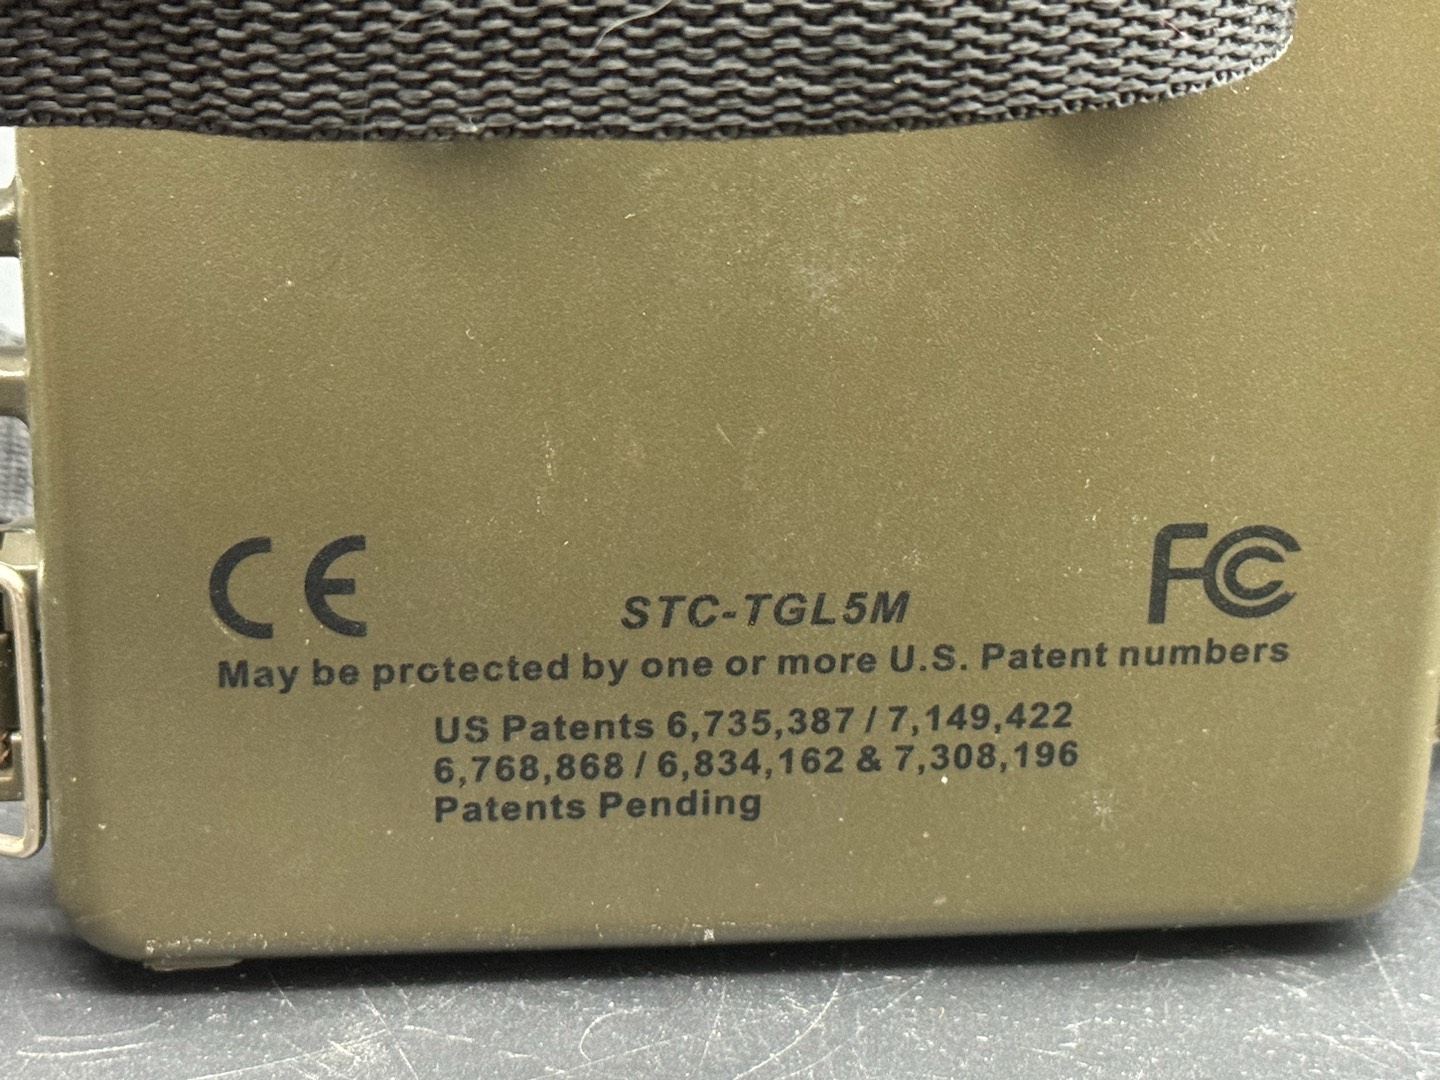 CE
STC-TGL5M
FC
May be protected by one or more U.S. Patent numbers
US Patents 6,735,387 / 7,149,422
6,768,868 / 6,834,162 & 7,308,196
Patents Pending